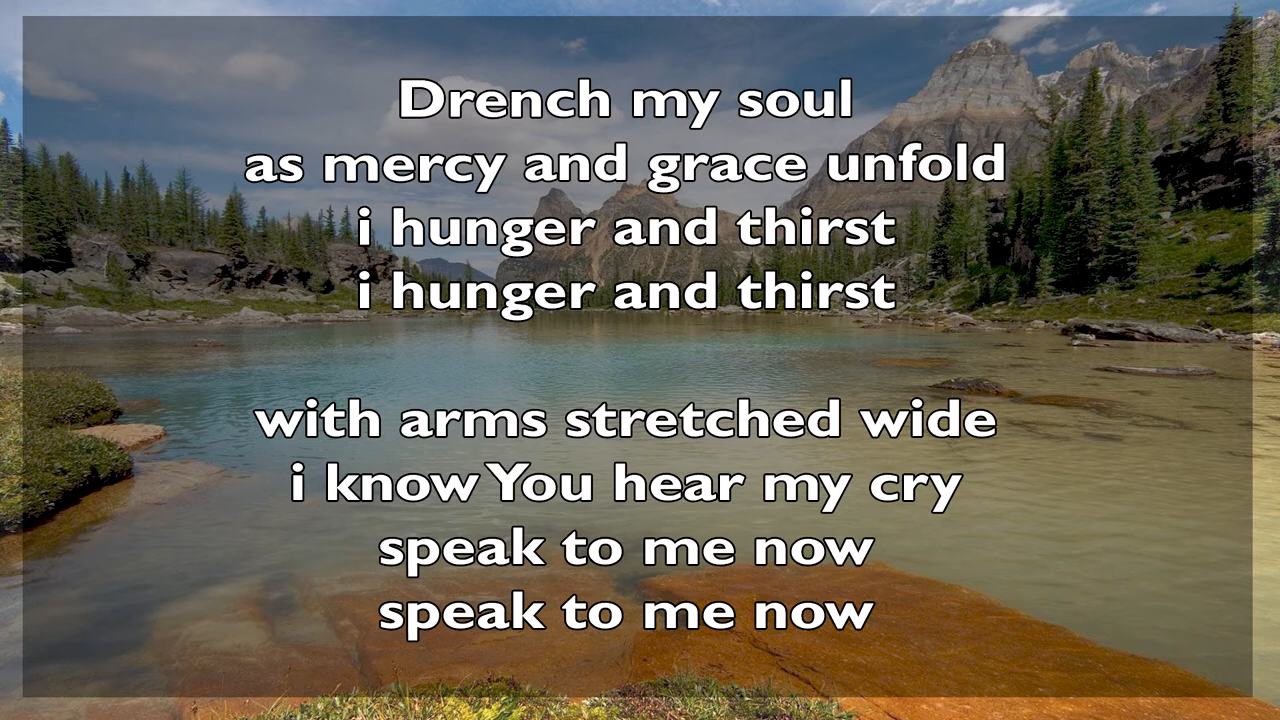 Drench my soul
as mercy and grace unfold
i hunger and thirst
i hunger and thirst
with arms stretched wide
i know You hear my cry
speak to me now
speak to me now